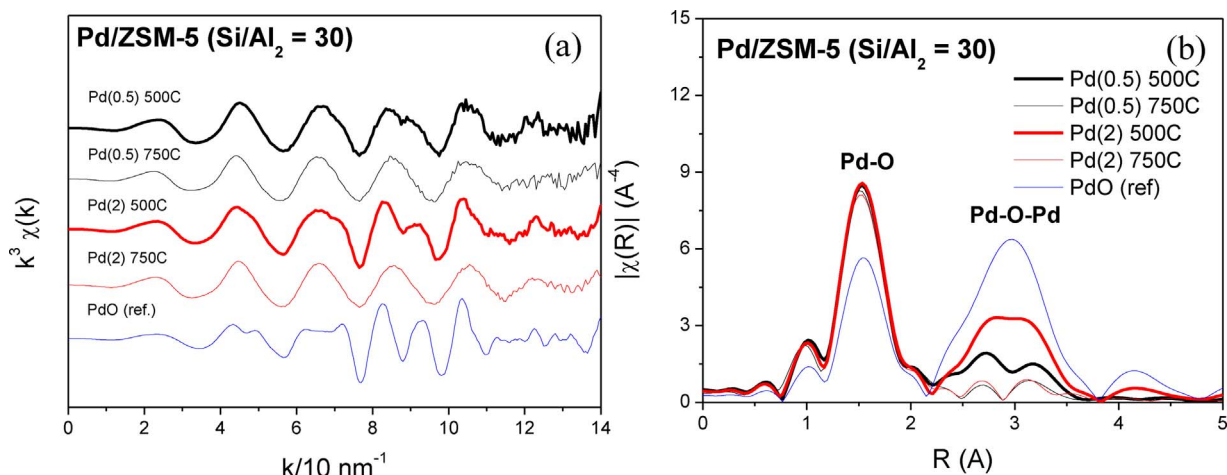 Pd/ZSM-5 (Si/Al₂ = 30)
(a)
Pd(0.5) 500C
Pd(0.5) 750C
Pd(2) 500C
Pd(2) 750C
PdO (ref.)
k³ χ(k)
0 2 4 6 8 10 12 14
k/10 nm⁻¹
Pd/ZSM-5 (Si/Al₂ = 30)
(b)
Pd(0.5) 500C
Pd(0.5) 750C
Pd(2) 500C
Pd(2) 750C
PdO (ref)
Pd-O
Pd-O-Pd
|χ(R)| (A⁻⁴)
15
12
9
6
3
0
0 1 2 3 4 5
R (A)